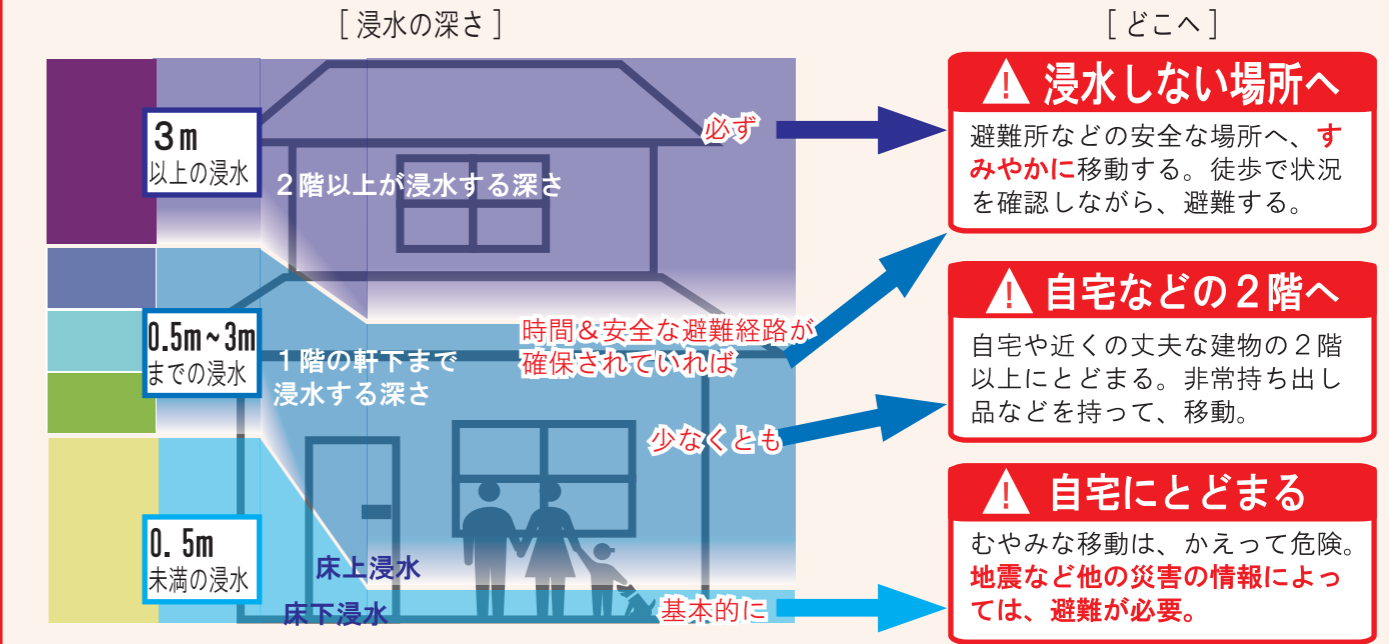 [ 浸水の深さ ]
[ どこへ ]
3m
以上の浸水
2階以上が浸水する深さ
必ず
浸水しない場所へ
避難所などの安全な場所へ、す
みやかに移動する。徒歩で状況
を確認しながら、避難する。
0.5m~3m
までの浸水
1階の軒下まで
浸水する深さ
時間&安全な避難経路が
確保されていれば
少なくとも
自宅などの2階へ
自宅や近くの丈夫な建物の2階
以上にとどまる。非常持ち出し
品などを持って、移動。
0.5m
未満の浸水
床上浸水
床下浸水
基本的に
自宅にとどまる
むやみな移動は、かえって危険。
地震など他の災害の情報によっ
ては、避難が必要。